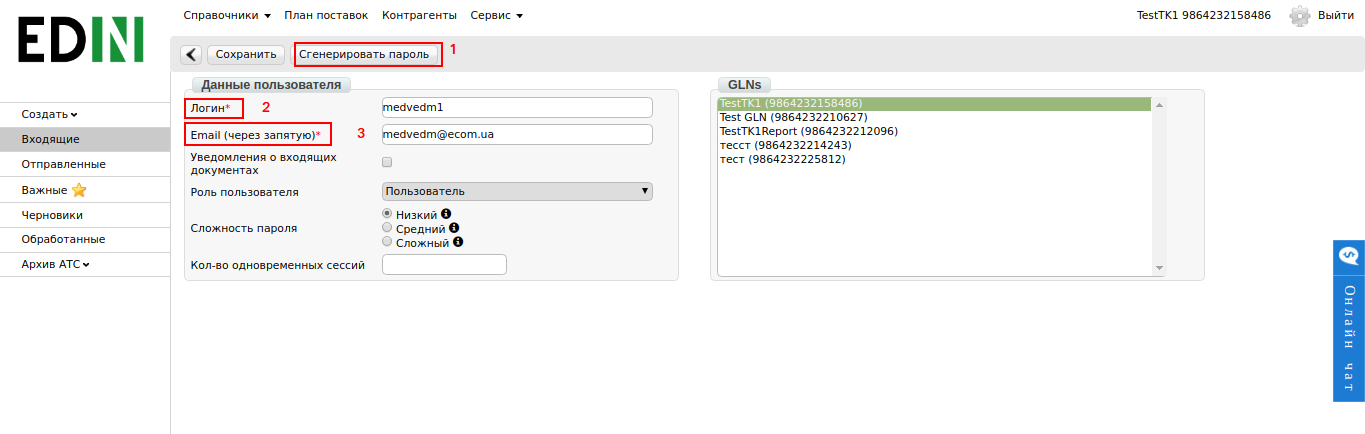 EDIN
Справочники План поставок Контрагенты Сервис
TestTK1 9864232158486 Выйти
Сохранить Сгенерировать пароль 1
Данные пользователя
Логин* 2 medvedm1
Email (через запятую)* 3 medvedm@ecom.ua
Уведомления о входящих
документах
Роль пользователя Пользователь
Сложность пароля
Низкий
Средний
Сложный
Кол-во одновременных сессий
GLNs
TestTK1 (9864232158486)
Test GLN (9864232210627)
TestTK1Report (9864232212096)
тесст (9864232214243)
тест (9864232225812)
Создать
Входящие
Отправленные
Важные
Черновики
Обработанные
Архив АТС
Онлайн чат